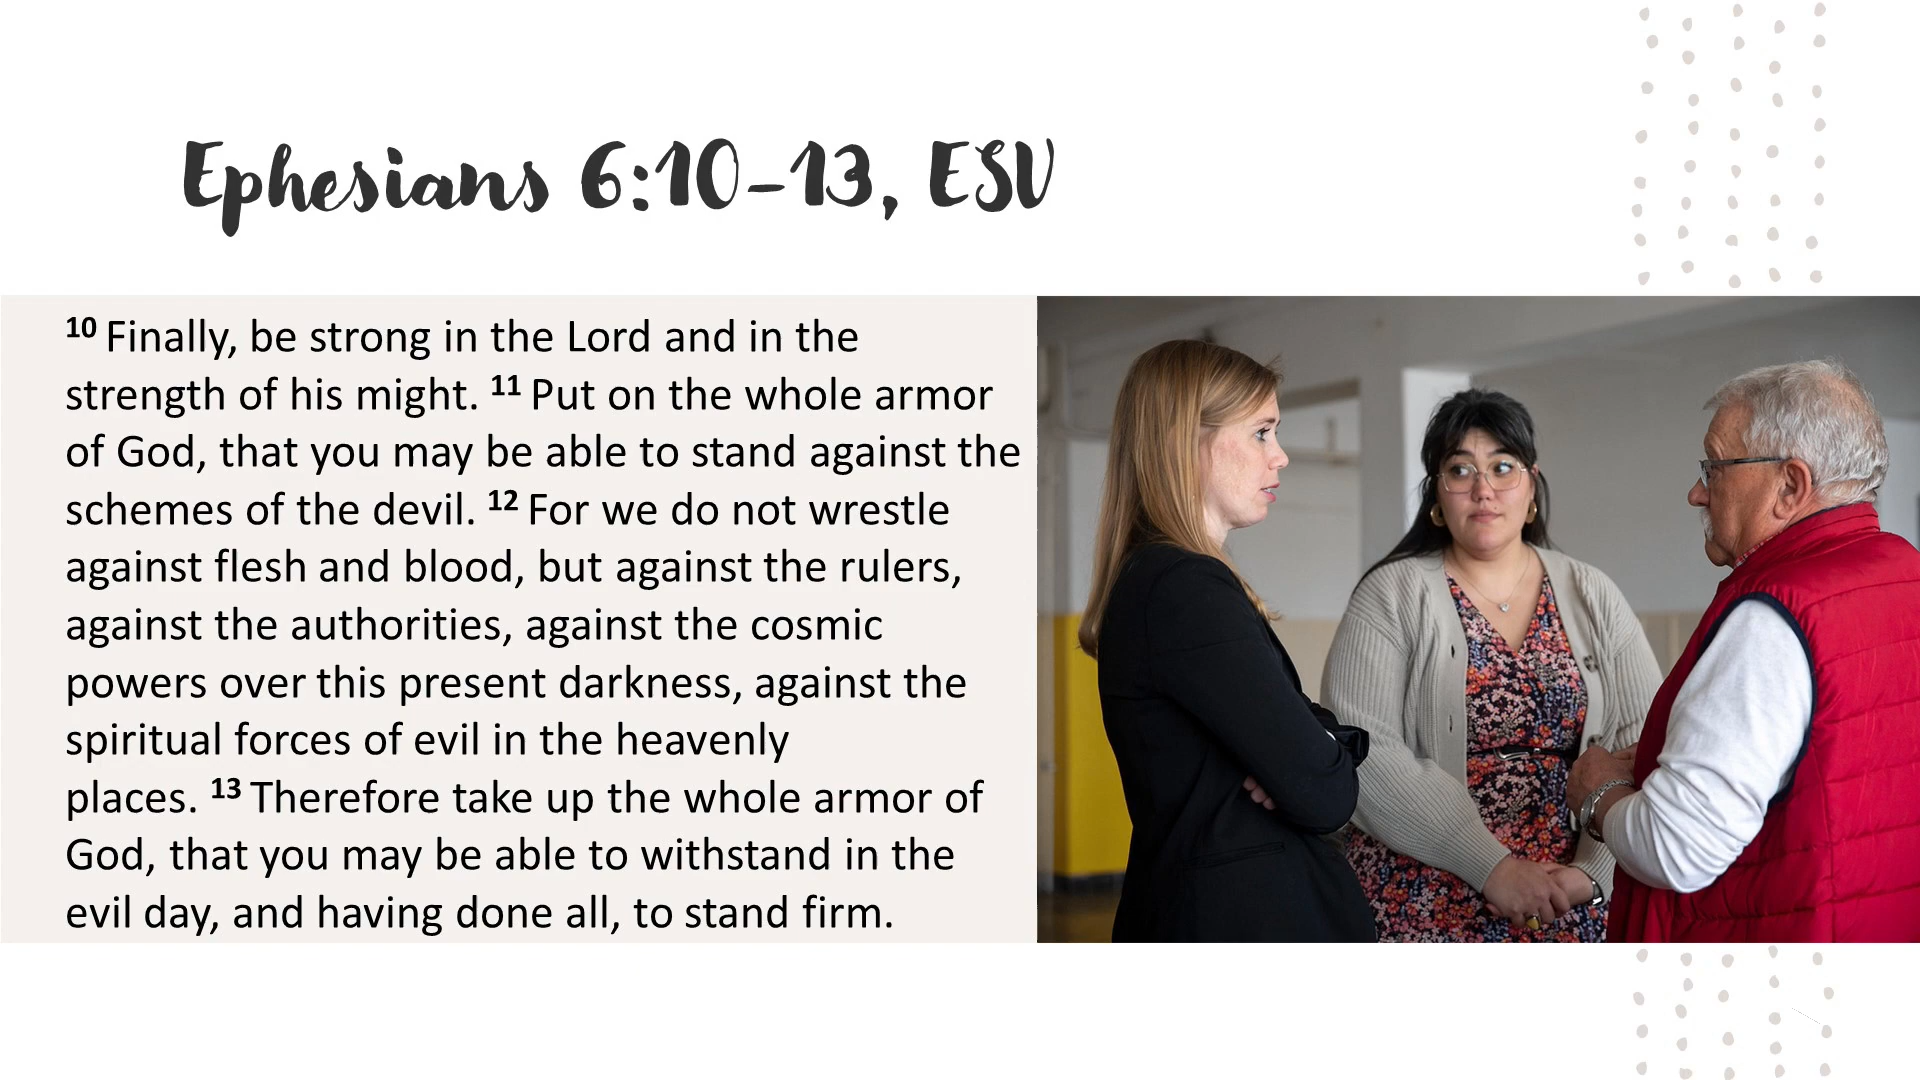 Ephesians 6:10-13, ESV
10 Finally, be strong in the Lord and in the
strength of his might. 11 Put on the whole armor
of God, that you may be able to stand against the
schemes of the devil. 12 For we do not wrestle
against flesh and blood, but against the rulers,
against the authorities, against the cosmic
powers over this present darkness, against the
spiritual forces of evil in the heavenly
places. 13 Therefore take up the whole armor of
God, that you may be able to withstand in the
evil day, and having done all, to stand firm.